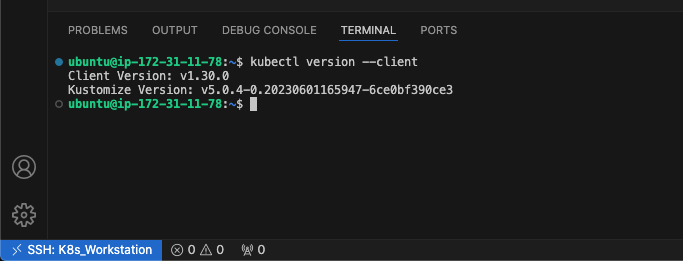 PROBLEMS OUTPUT DEBUG CONSOLE TERMINAL PORTS
ubuntu@ip-172-31-11-78:~$ kubectl version --client
Client Version: v1.30.0
Kustomize Version: v5.0.4-0.20230601165947-6ce0bf390ce3
ubuntu@ip-172-31-11-78:~$
SSH: K8s_Workstation 0 0 0